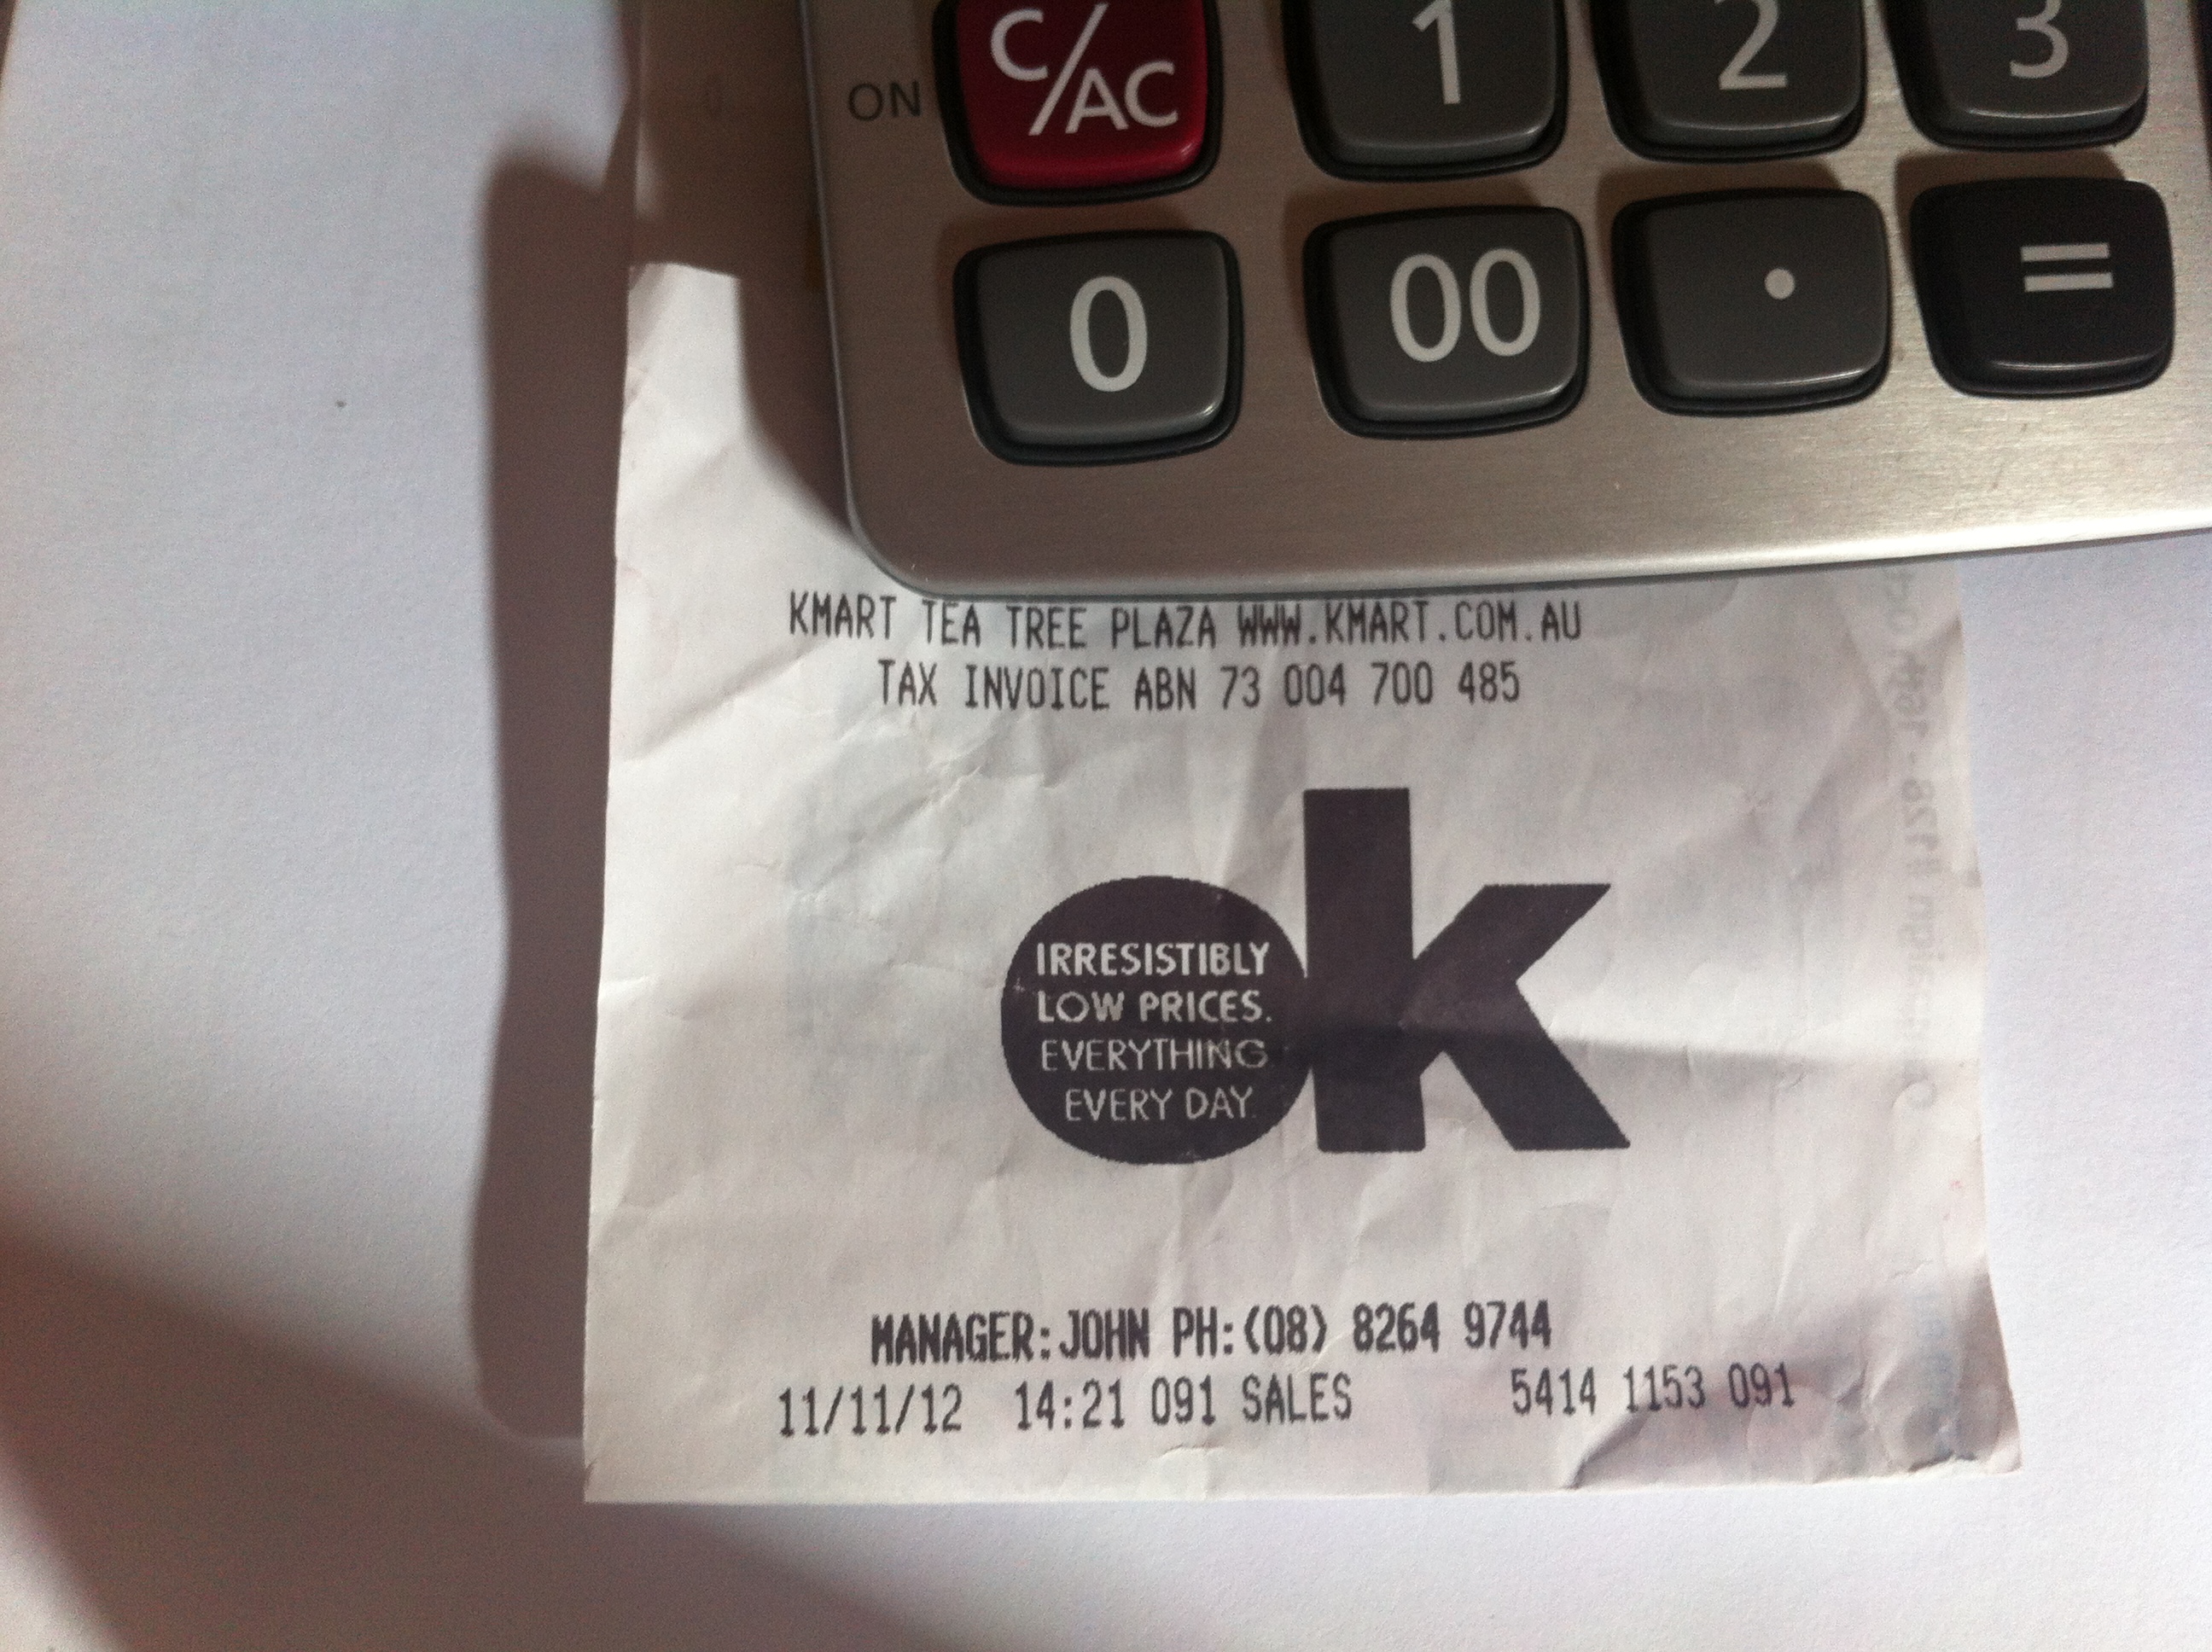 C/AC 1 2 3
ON
0 00 . =
KMART TEA TREE PLAZA WWW.KMART.COM.AU
TAX INVOICE ABN 73 004 700 485
k
IRRESISTIBLY
LOW PRICES.
EVERYTHING
EVERY DAY.
MANAGER:JOHN PH:(08) 8264 9744
11/11/12 14:21 091 SALES 5414 1153 091